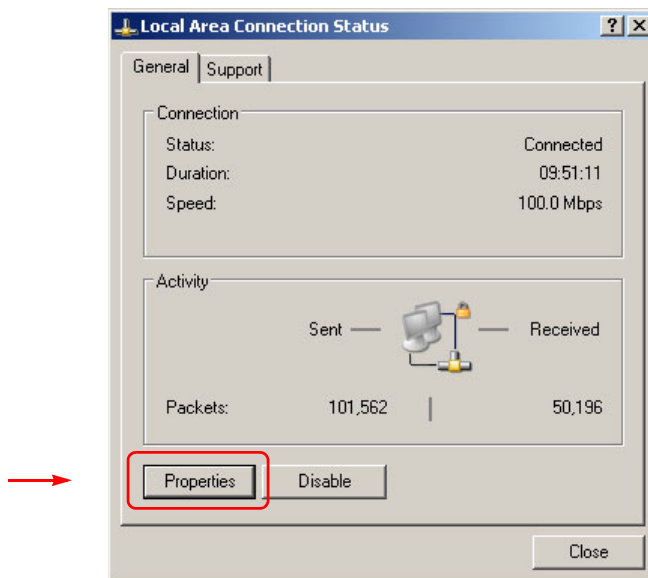 Local Area Connection Status
General Support
Connection
Status: Connected
Duration: 09:51:11
Speed: 100.0 Mbps
Activity
Sent Received
Packets: 101,562 50,196
Properties Disable
Close